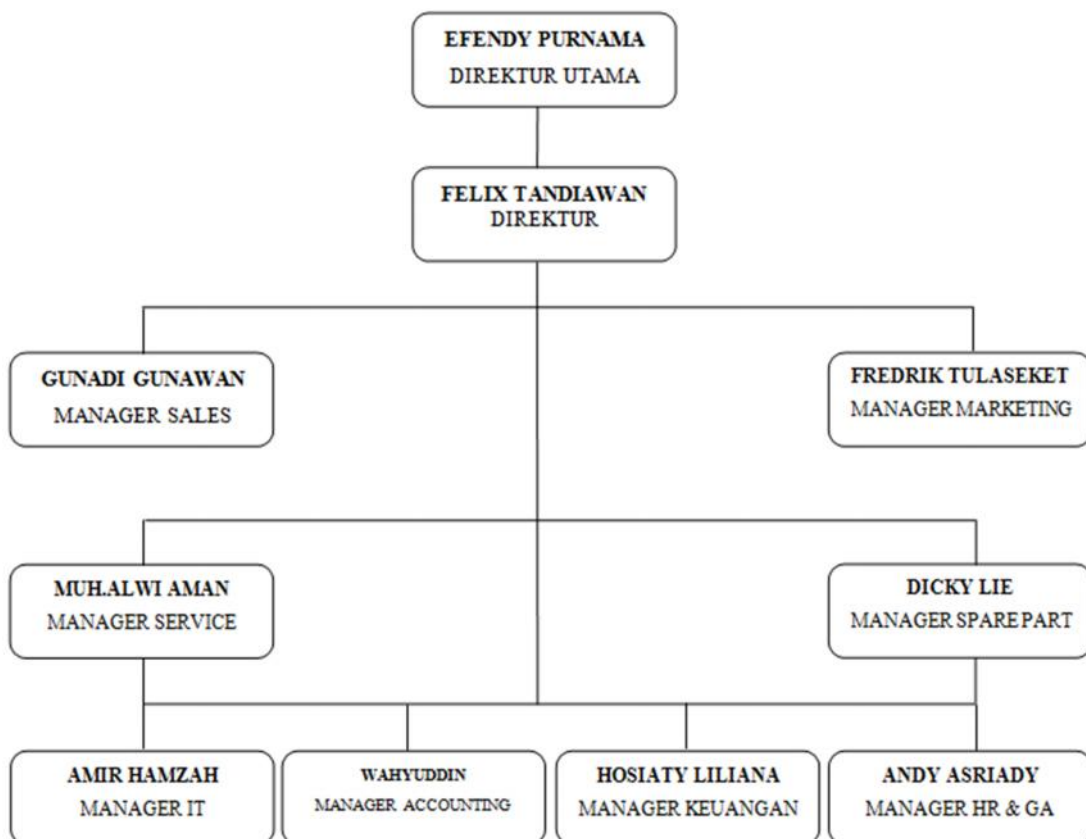 EFENDY PURNAMA
DIREKTUR UTAMA
FELIX TANDIAWAN
DIREKTUR
GUNADI GUNAWAN
MANAGER SALES
FREDRIK TULASEKET
MANAGER MARKETING
MUH.ALWI AMAN
MANAGER SERVICE
DICKY LIE
MANAGER SPARE PART
AMIR HAMZAH
MANAGER IT
WAHYUDDIN
MANAGER ACCOUNTING
HOSIATY LILIANA
MANAGER KEUANGAN
ANDY ASRIADY
MANAGER HR & GA